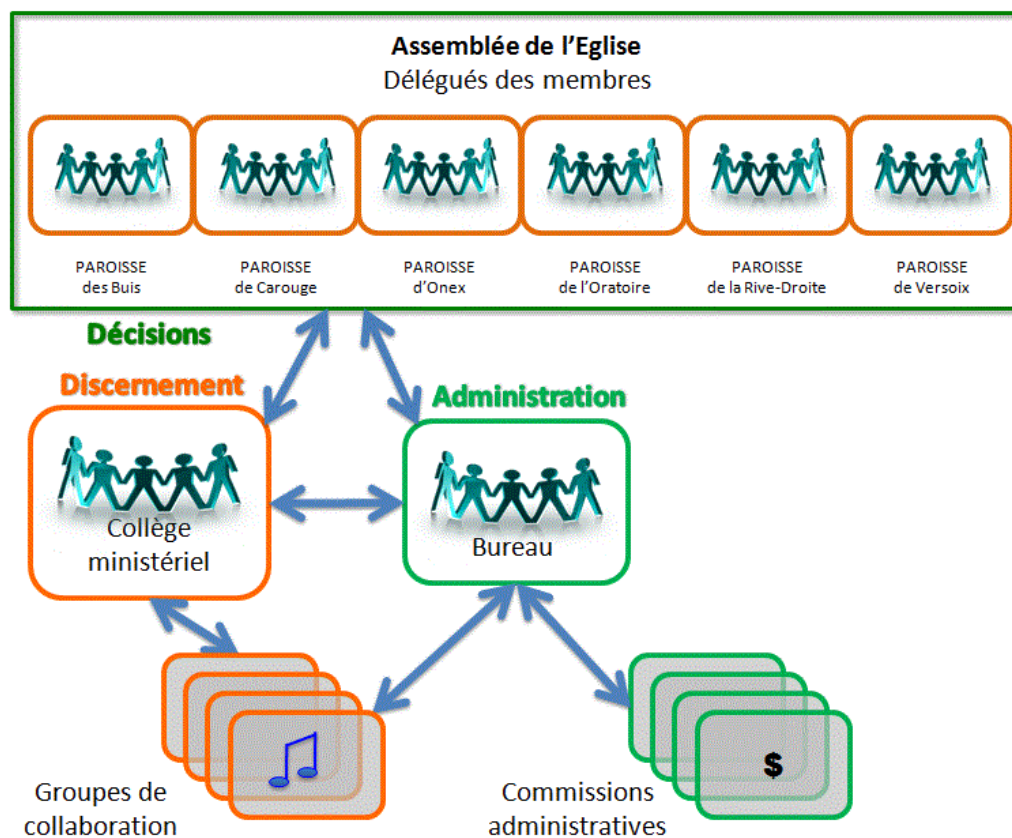 Assemblée de l’Eglise
Délégués des membres
PAROISSE
des Buis
PAROISSE
de Carouge
PAROISSE
d’Onex
PAROISSE
de l’Oratoire
PAROISSE
de la Rive-Droite
PAROISSE
de Versoix
Décisions
Discernement
Administration
Collège
ministériel
Bureau
$
Groupes de
collaboration
Commissions
administratives